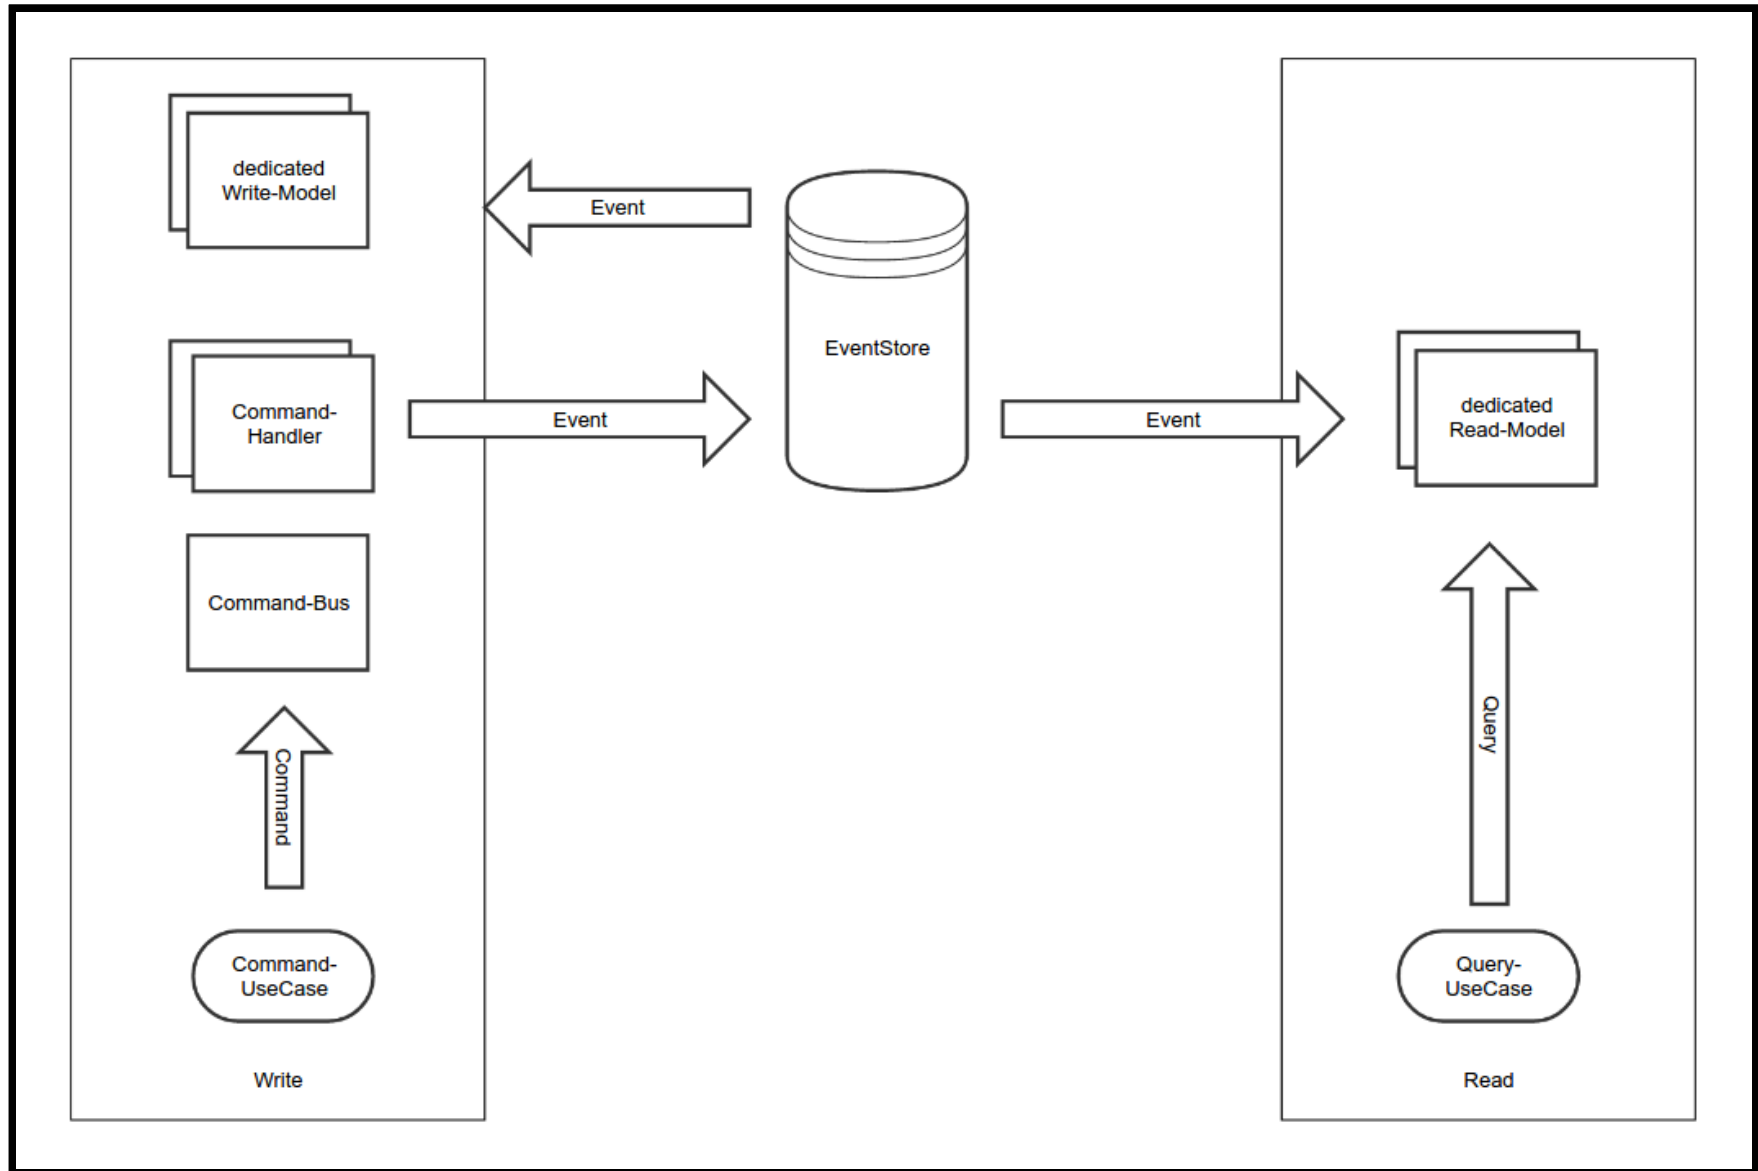 dedicated
Write-Model
Event
EventStore
Command-
Handler
Event
Event
dedicated
Read-Model
Command-Bus
Command
Query
Command-
UseCase
Query-
UseCase
Write
Read